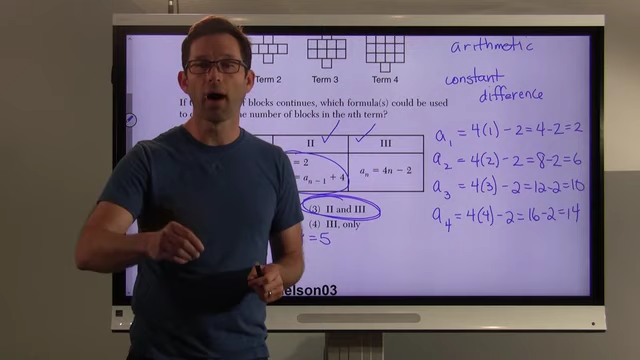 Term 2 Term 3 Term 4
of blocks continues, which formula(s) could be used
the number of blocks in the nth term?
II III
= 2
= aₙ₋₁ + 4
aₙ = 4n − 2
(3) II and III
(4) III, only
= 5
elson03
arithmetic
constant
difference
a₁ = 4(1) − 2 = 4 − 2 = 2
a₂ = 4(2) − 2 = 8 − 2 = 6
a₃ = 4(3) − 2 = 12 − 2 = 10
a₄ = 4(4) − 2 = 16 − 2 = 14